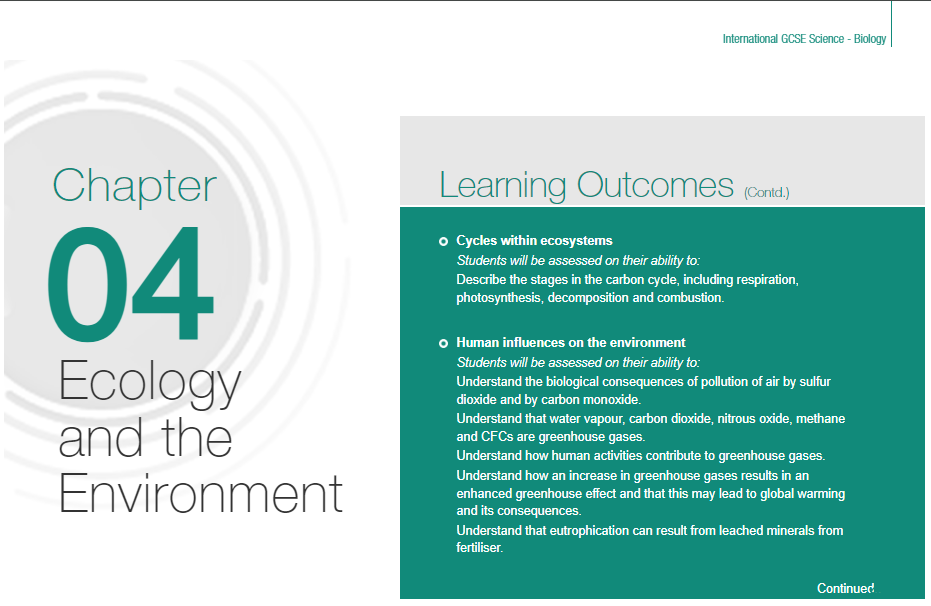 International GCSE Science - Biology
Chapter
04
Ecology
and the
Environment
Learning Outcomes (Contd.)
Cycles within ecosystems
Students will be assessed on their ability to:
Describe the stages in the carbon cycle, including respiration,
photosynthesis, decomposition and combustion.
Human influences on the environment
Students will be assessed on their ability to:
Understand the biological consequences of pollution of air by sulfur
dioxide and by carbon monoxide.
Understand that water vapour, carbon dioxide, nitrous oxide, methane
and CFCs are greenhouse gases.
Understand how human activities contribute to greenhouse gases.
Understand how an increase in greenhouse gases results in an
enhanced greenhouse effect and that this may lead to global warming
and its consequences.
Understand that eutrophication can result from leached minerals from
fertiliser.
Continued